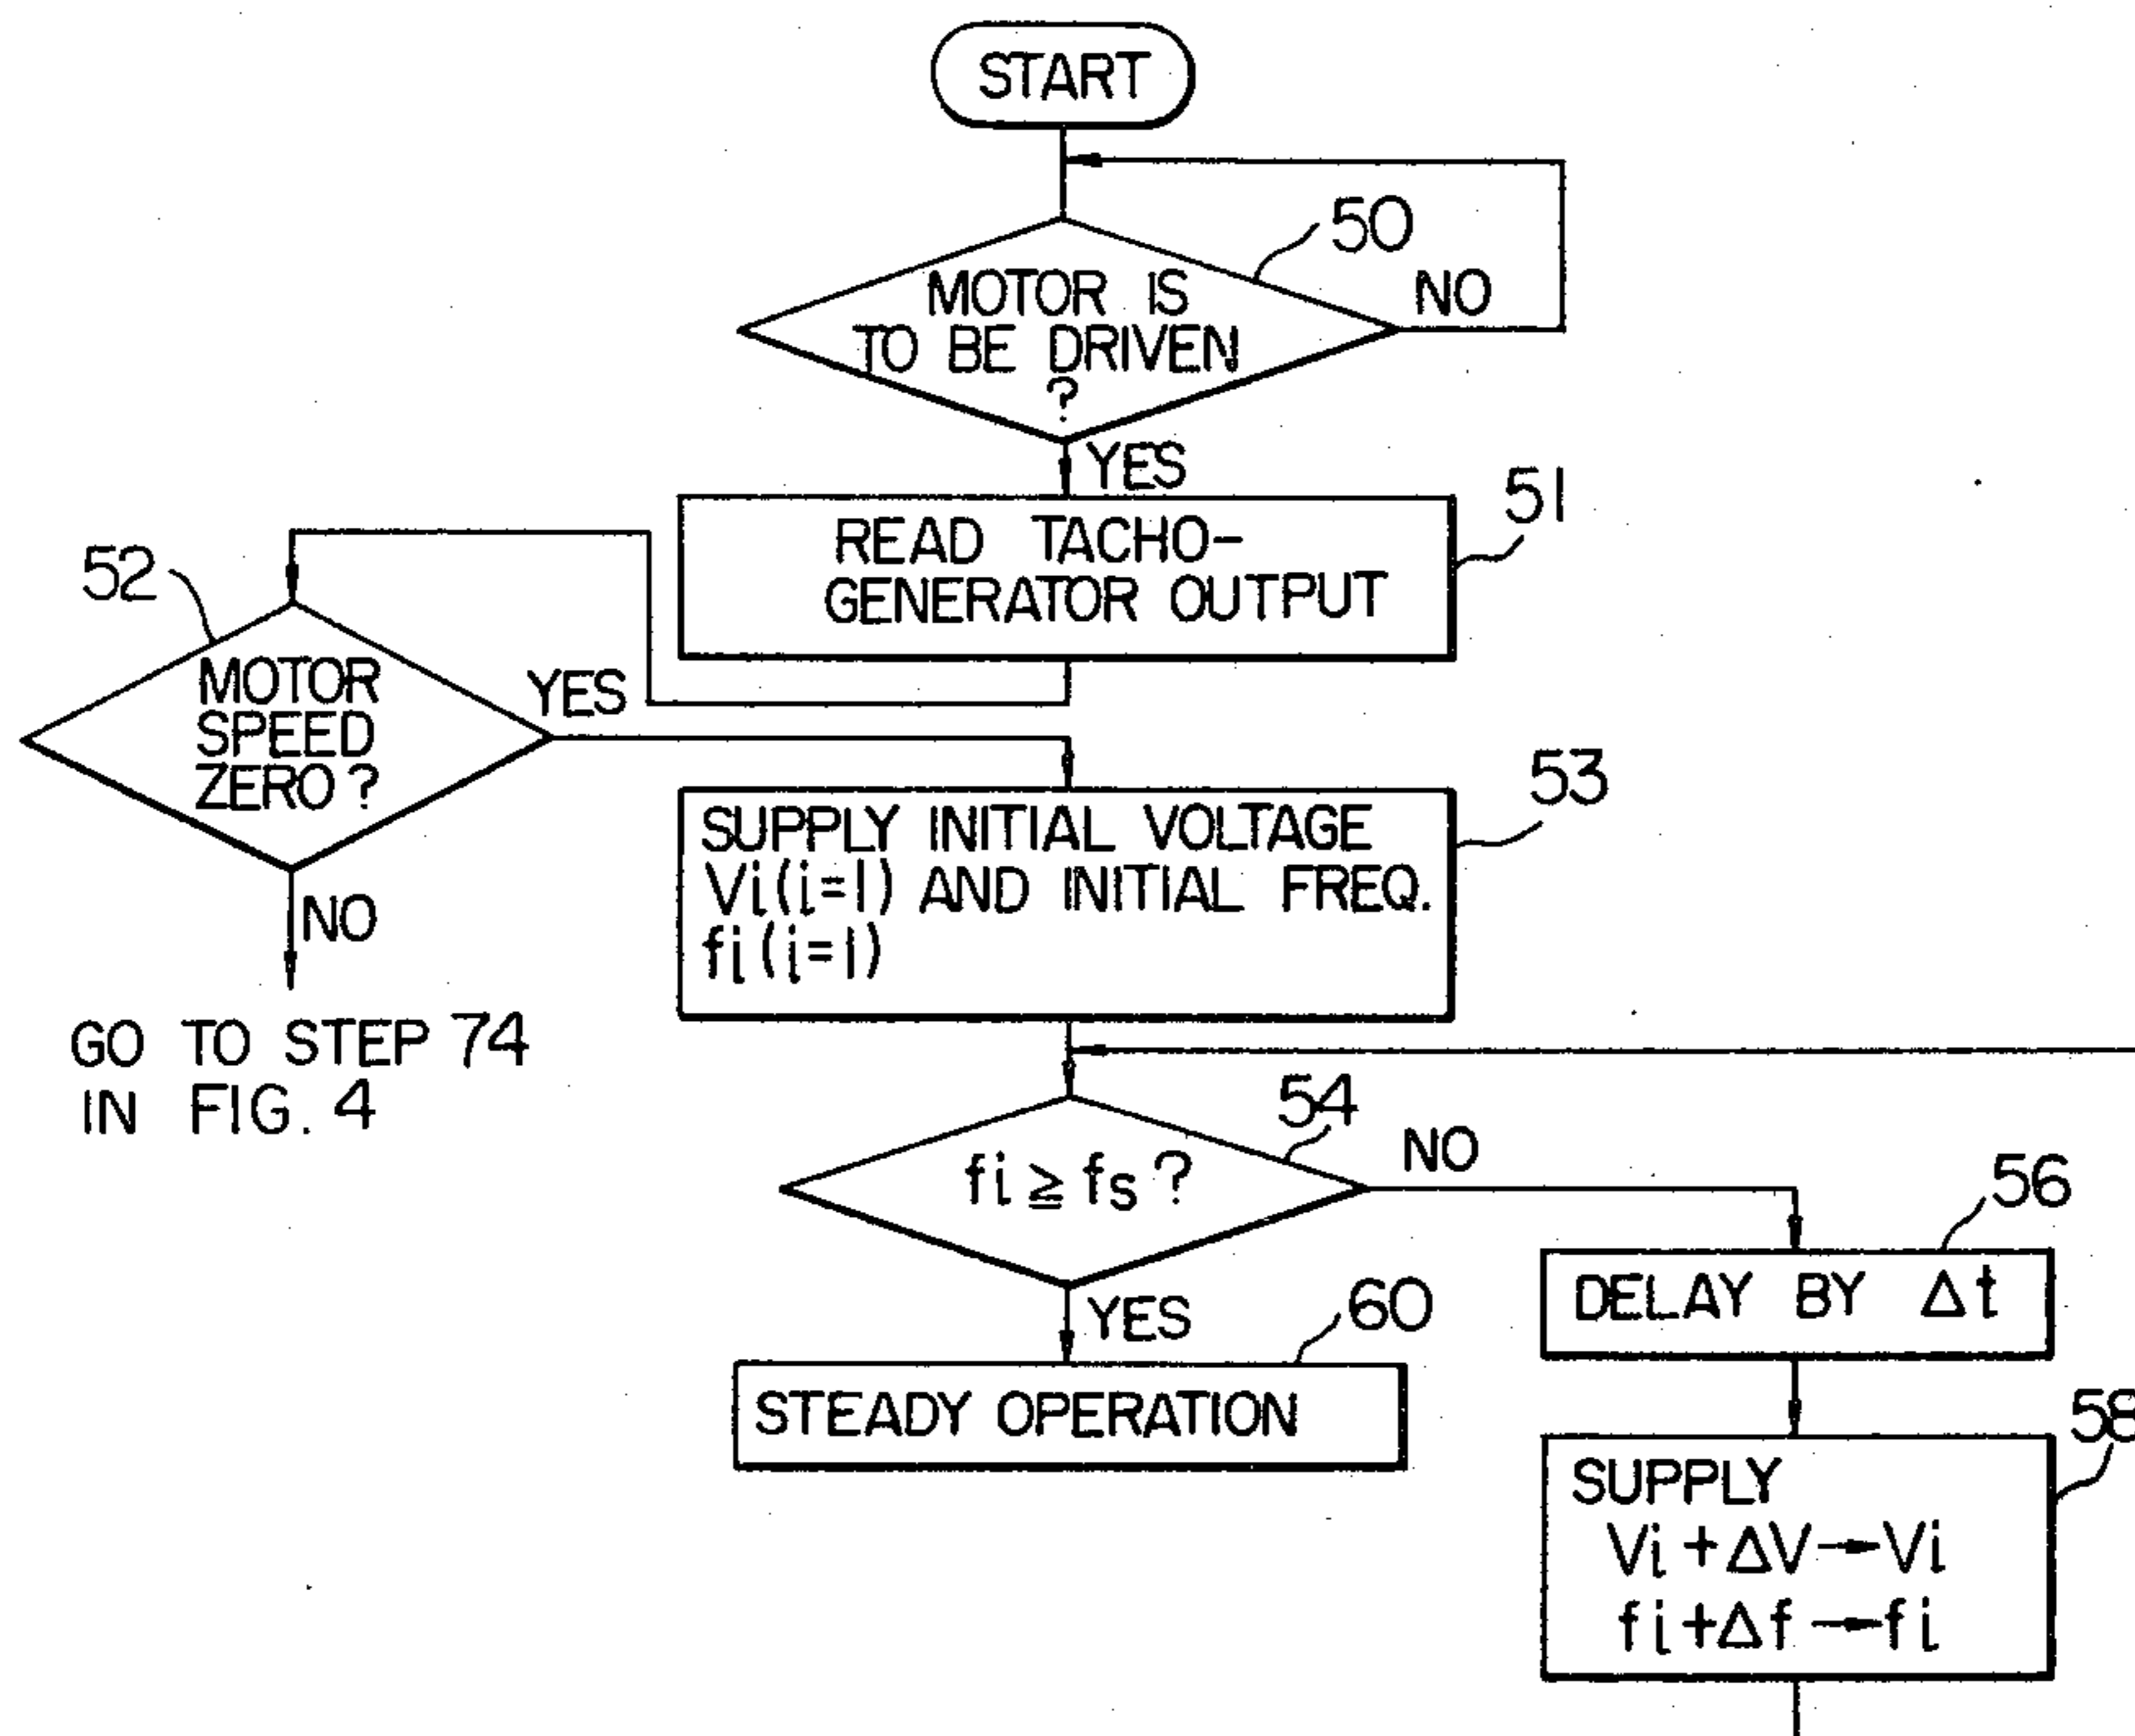 START
50
MOTOR IS
TO BE DRIVEN
?
NO
YES
51
READ TACHO-
GENERATOR OUTPUT
52
MOTOR
SPEED
ZERO?
YES
NO
GO TO STEP 74
IN FIG. 4
53
SUPPLY INITIAL VOLTAGE
Vi(i=1) AND INITIAL FREQ.
fi(i=1)
54
fi ≧ fs ?
NO
YES
56
DELAY BY Δt
60
STEADY OPERATION
58
SUPPLY
Vi+ΔV→Vi
fi+Δf→fi